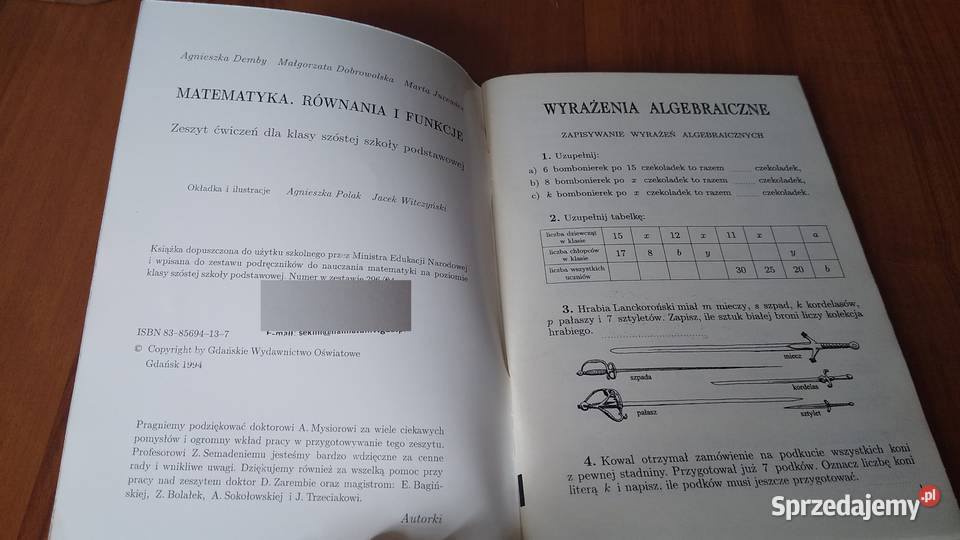 Agnieszka Demby Małgorzata Dobrowolska Marta
MATEMATYKA. RÓWNANIA I FUNKCJE
Zeszyt ćwiczeń dla klasy szóstej szkoły podstawowej
Okładka i ilustracje Agnieszka Polak Jacek Witczyński
Książka dopuszczona do użytku szkolnego przez Ministra Edukacji Narodowej
i wpisana do zestawu podręczników do nauczania matematyki na poziomie
klasy szóstej szkoły podstawowej. Numer w zestawie
ISBN 83-85694-13-7
E-mail:
© Copyright by Gdańskie Wydawnictwo Oświatowe
Gdańsk 1994
Pragniemy podziękować doktorowi A. Mysiorowi za wiele ciekawych
pomysłów i ogromny wkład pracy w przygotowywanie tego zeszytu.
Profesorowi Z. Semadeniemu jesteśmy bardzo wdzięczne za cenne
rady i wnikliwe uwagi. Dziękujemy również za wszelką pomoc przy
pracy nad zeszytem doktor D. Zarembie oraz magistrom: E. Bagiń-
skiej, Z. Bolałek, A. Sokołowskiej i J. Trzeciakowi.
Autorki
WYRAŻENIA ALGEBRAICZNE
ZAPISYWANIE WYRAŻEŃ ALGEBRAICZNYCH
1. Uzupełnij:
a) 6 bombonierek po 15 czekoladek to razem ........ czekoladek,
b) 8 bombonierek po x czekoladek to razem ........ czekoladek,
c) k bombonierek po x czekoladek to razem ........ czekoladek.
2. Uzupełnij tabelkę:
liczba dziewcząt w klasie 15 x 12 x 11 x a
liczba chłopców w klasie 17 8 b y y
liczba wszystkich uczniów 30 25 20 b
3. Hrabia Lanckoroński miał m mieczy, s szpad, k kordelasów,
p pałaszy i 7 sztyletów. Zapisz, ile sztuk białej broni liczy kolekcja
hrabiego.
miecz
szpada
kordelas
pałasz
sztylet
4. Kowal otrzymał zamówienie na podkucie wszystkich koni
z pewnej stadniny. Przygotował już 7 podków. Oznacz liczbę koni
literą k i napisz, ile podków musi jeszcze przygotować.
Sprzedajemy.pl